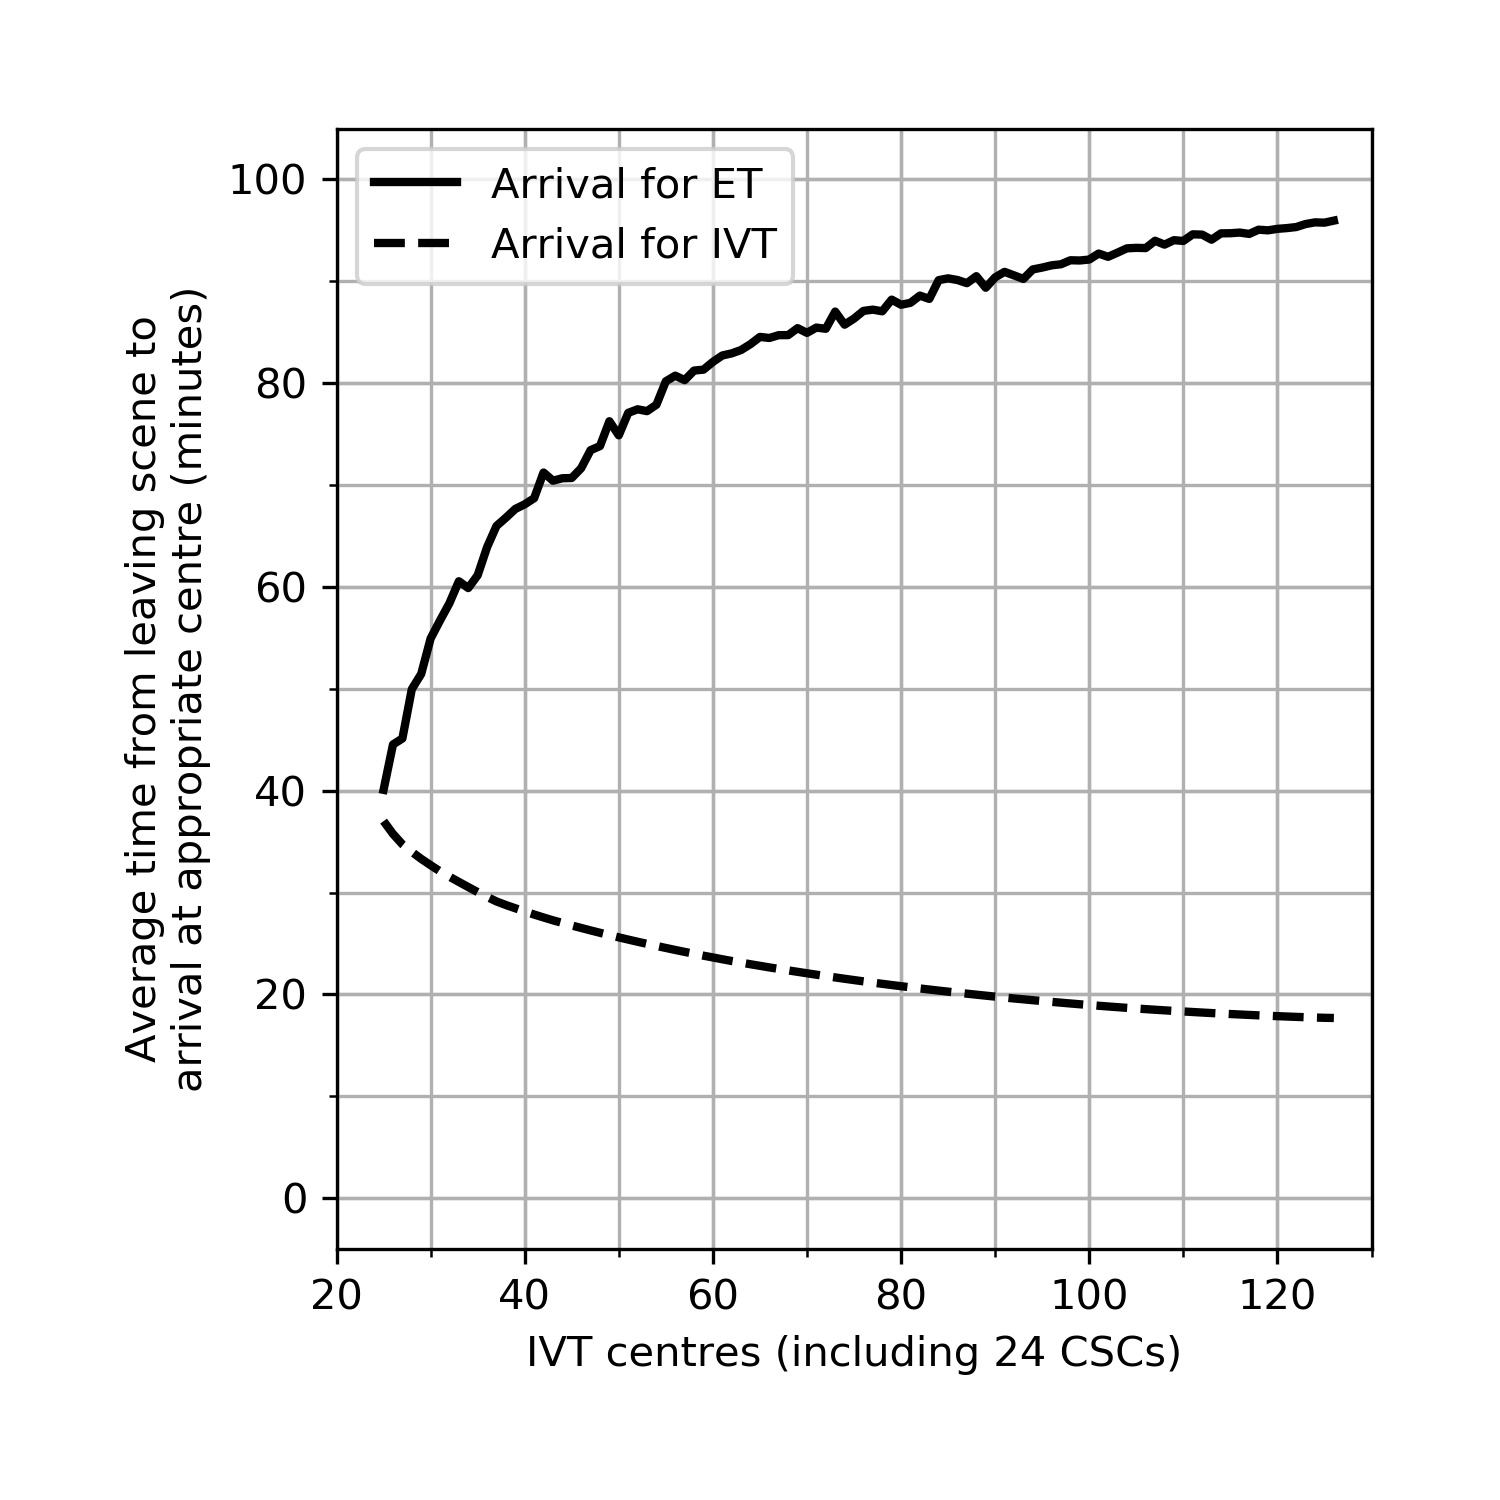 Arrival for ET
Arrival for IVT
Average time from leaving scene to
arrival at appropriate centre (minutes)
100
80
60
40
20
0
20 40 60 80 100 120
IVT centres (including 24 CSCs)